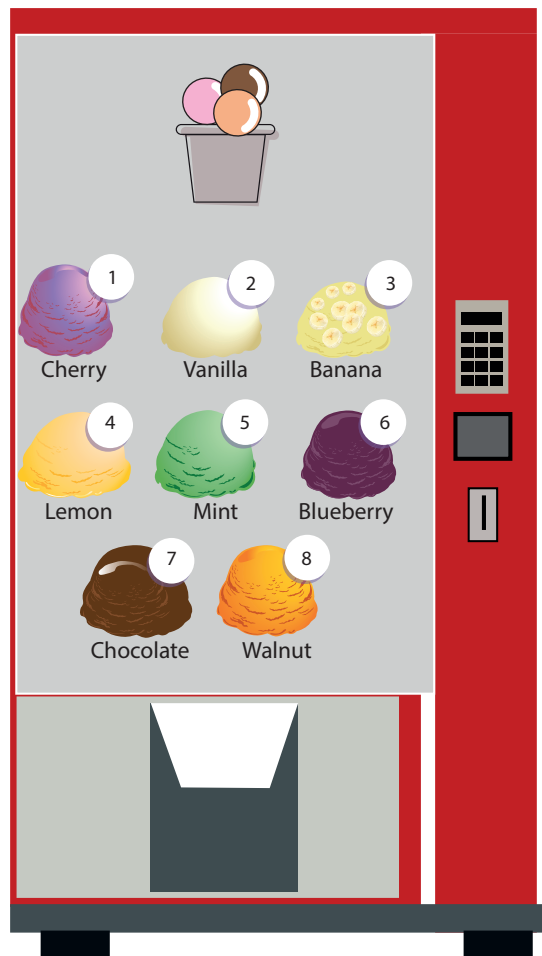 1 2 3
Cherry Vanilla Banana
4 5 6
Lemon Mint Blueberry
7 8
Chocolate Walnut